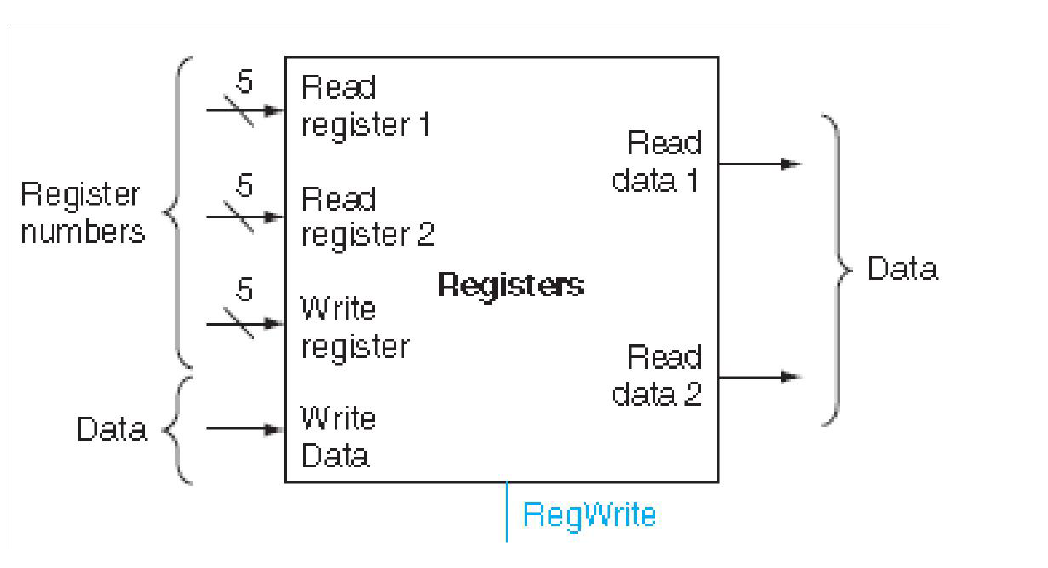 5
Read
register 1
Read
data 1
Register
numbers
5
Read
register 2
Registers
Data
5
Write
register
Read
data 2
Data
Write
Data
RegWrite